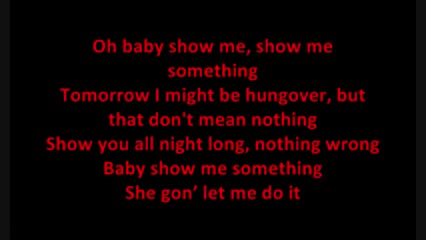 Oh baby show me, show me
something
Tomorrow I might be hungover, but
that don't mean nothing
Show you all night long, nothing wrong
Baby show me something
She gon’ let me do it